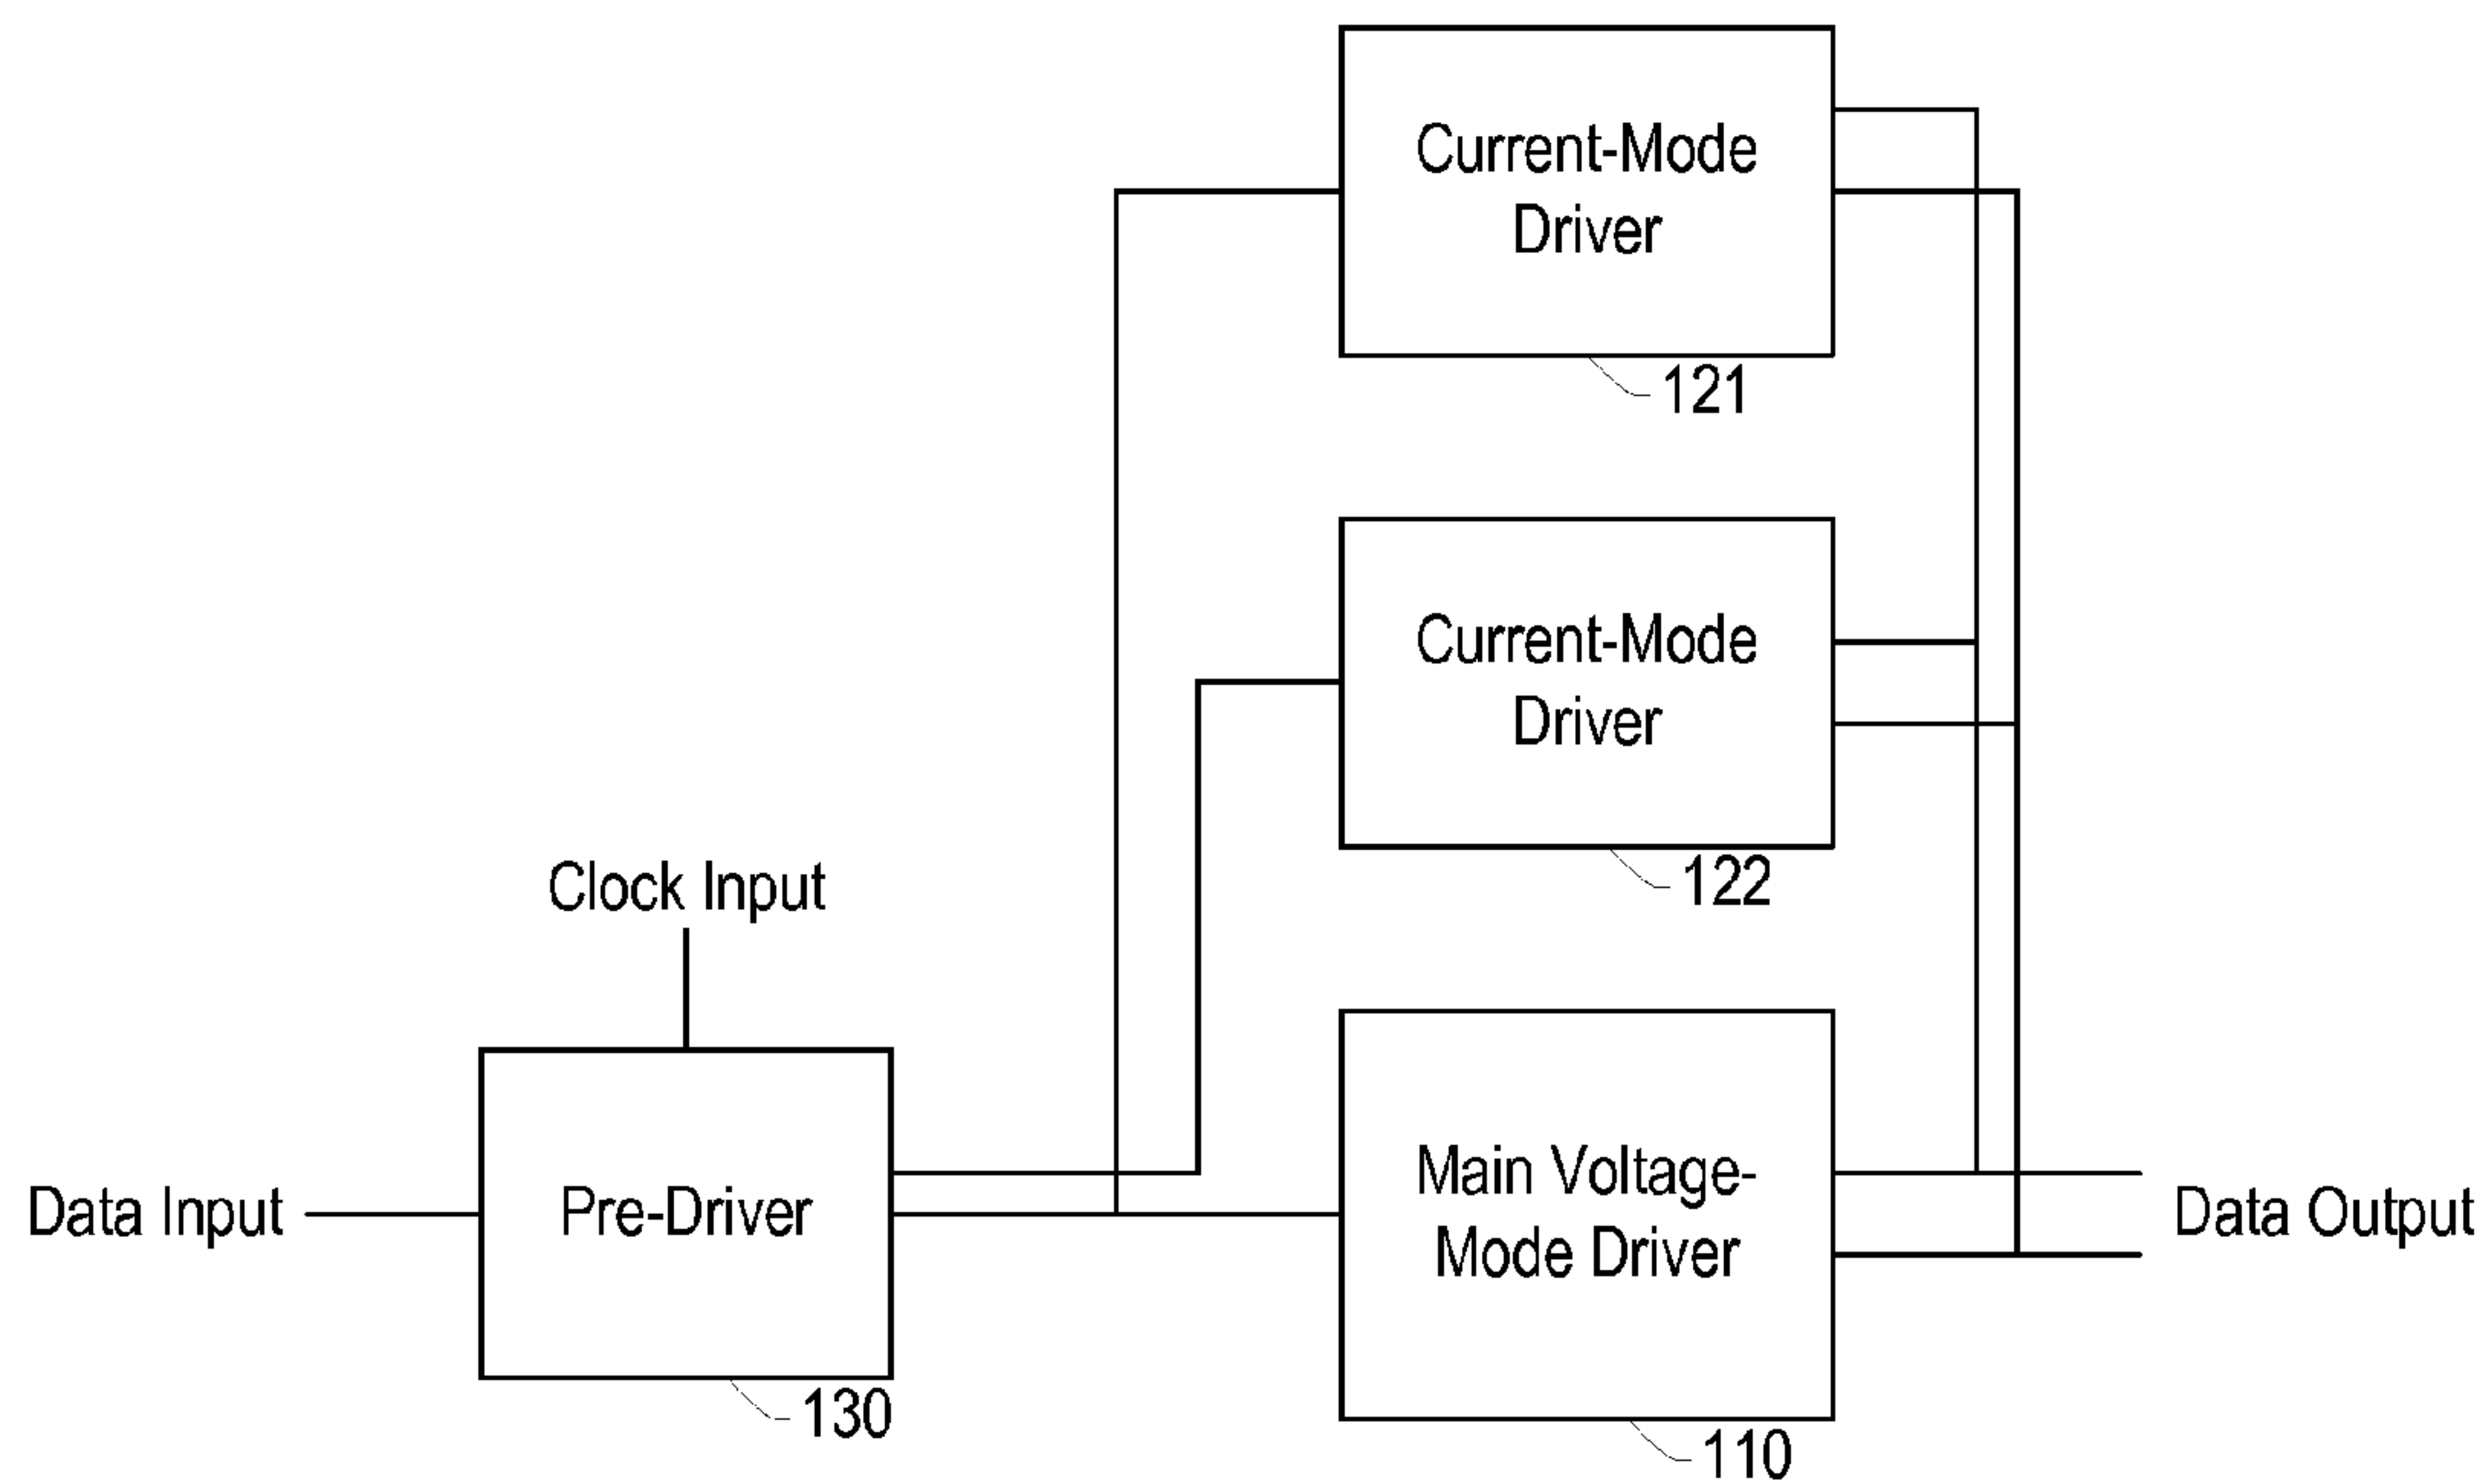 Current-Mode
Driver
121
Current-Mode
Driver
122
Clock Input
Data Input
Pre-Driver
130
Main Voltage-
Mode Driver
110
Data Output